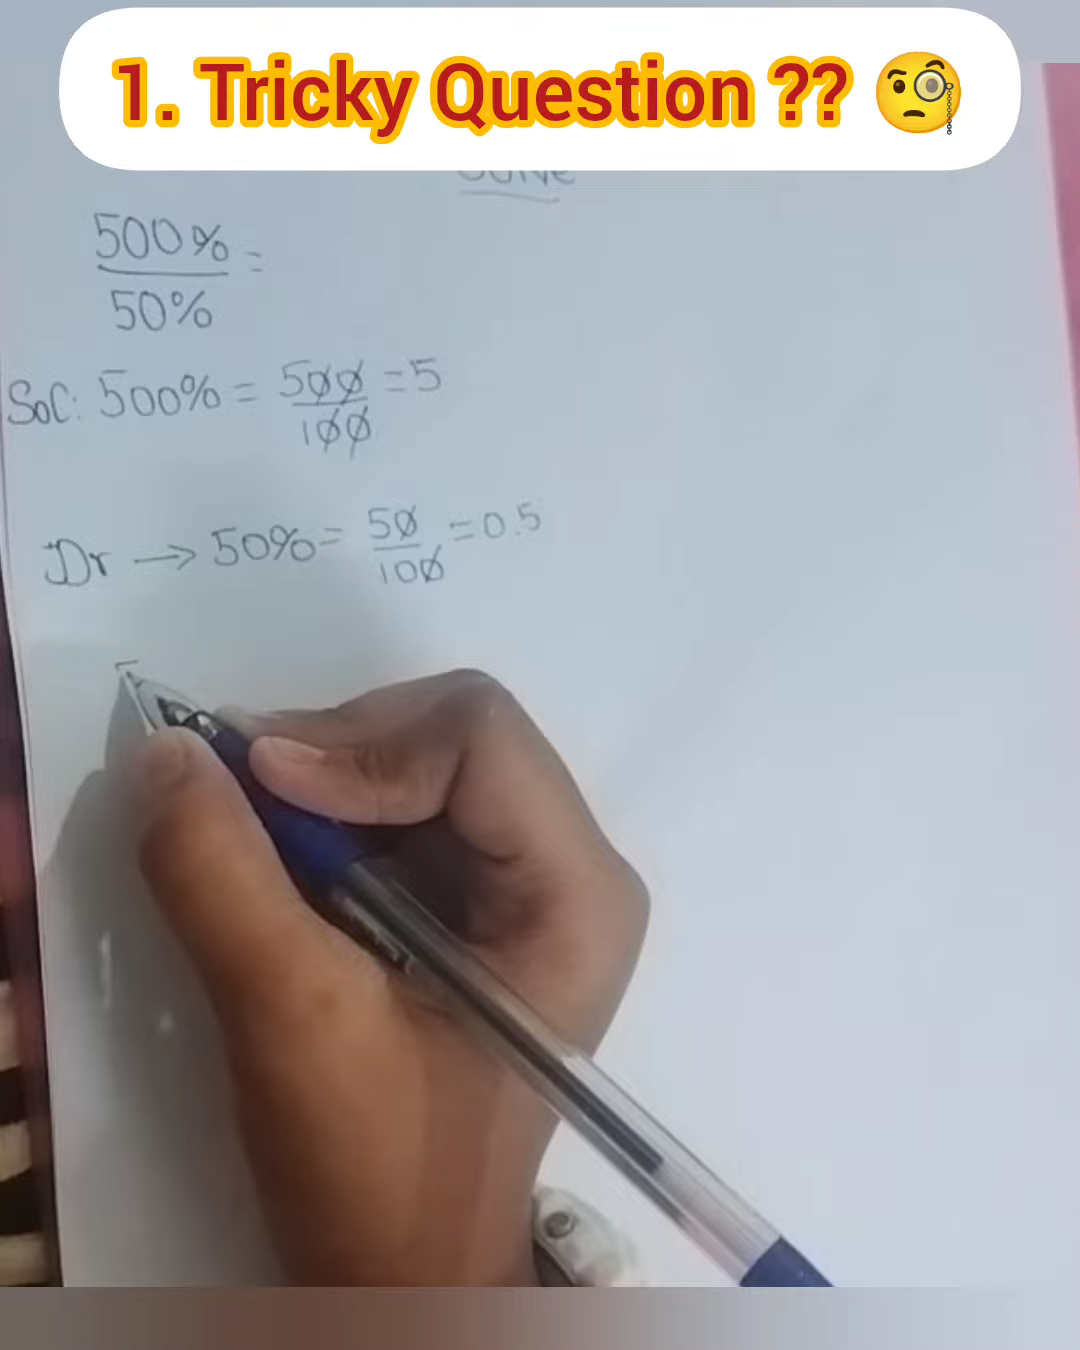 1. Tricky Question ?? 🧐
500% =
50%
Sol: 500% = 500 = 5
100
Dr → 50% = 50 = 0.5
100